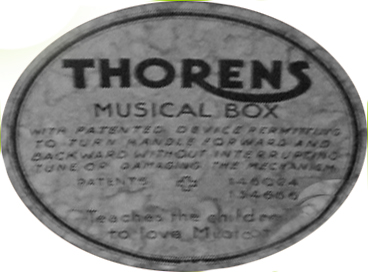 THORENS
MUSICAL BOX
WITH PATENTED DEVICE PERMITTING
TO TURN HANDLE FORWARD AND
BACKWARD WITHOUT INTERRUPTING
TUNE OR DAMAGING THE MECHANISM
PATENTS
Teaches the children
to love Music